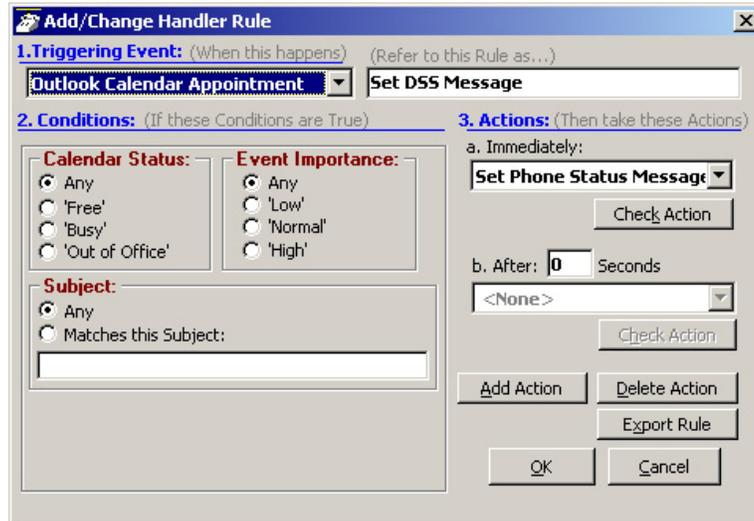 Add/Change Handler Rule
1.Triggering Event: (When this happens) (Refer to this Rule as...)
Outlook Calendar Appointment Set DSS Message
2. Conditions: (If these Conditions are True) 3. Actions: (Then take these Actions)
Calendar Status:
Any
'Free'
'Busy'
'Out of Office'
Event Importance:
Any
'Low'
'Normal'
'High'
Subject:
Any
Matches this Subject:
a. Immediately:
Set Phone Status Message
Check Action
b. After: 0 Seconds
<None>
Check Action
Add Action Delete Action
Export Rule
OK Cancel